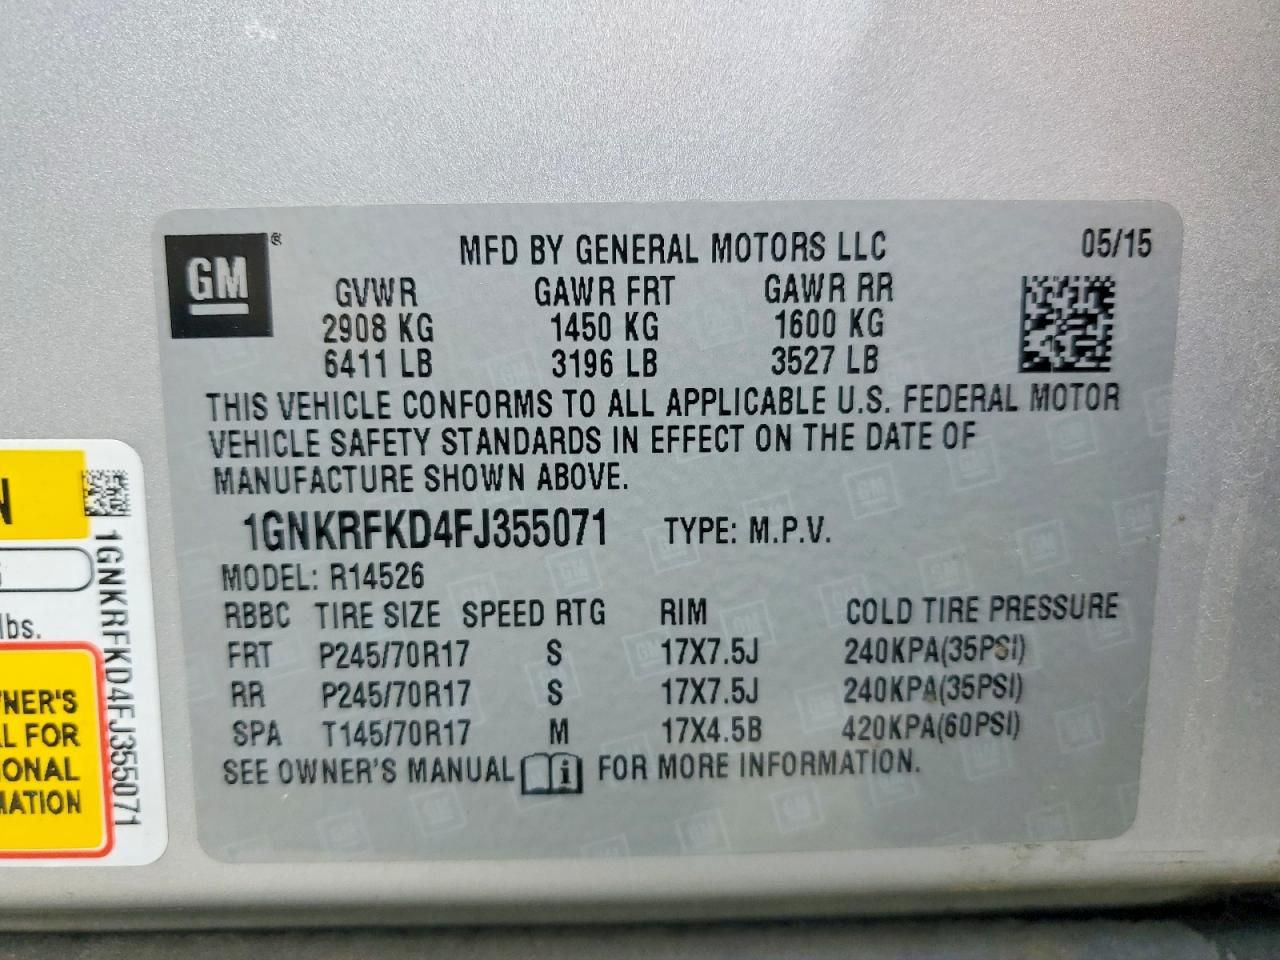 GM®
MFD BY GENERAL MOTORS LLC 05/15
GVWR GAWR FRT GAWR RR
2908 KG 1450 KG 1600 KG
6411 LB 3196 LB 3527 LB
THIS VEHICLE CONFORMS TO ALL APPLICABLE U.S. FEDERAL MOTOR
VEHICLE SAFETY STANDARDS IN EFFECT ON THE DATE OF
MANUFACTURE SHOWN ABOVE.
1GNKRFKD4FJ355071 TYPE: M.P.V.
MODEL: R14526
RBBC TIRE SIZE SPEED RTG RIM COLD TIRE PRESSURE
FRT P245/70R17 S 17X7.5J 240KPA(35PSI)
RR P245/70R17 S 17X7.5J 240KPA(35PSI)
SPA T145/70R17 M 17X4.5B 420KPA(60PSI)
SEE OWNER'S MANUAL i FOR MORE INFORMATION.
N
lbs.
WNER'S
L FOR
IONAL
MATION
1GNKRFKD4FJ355071